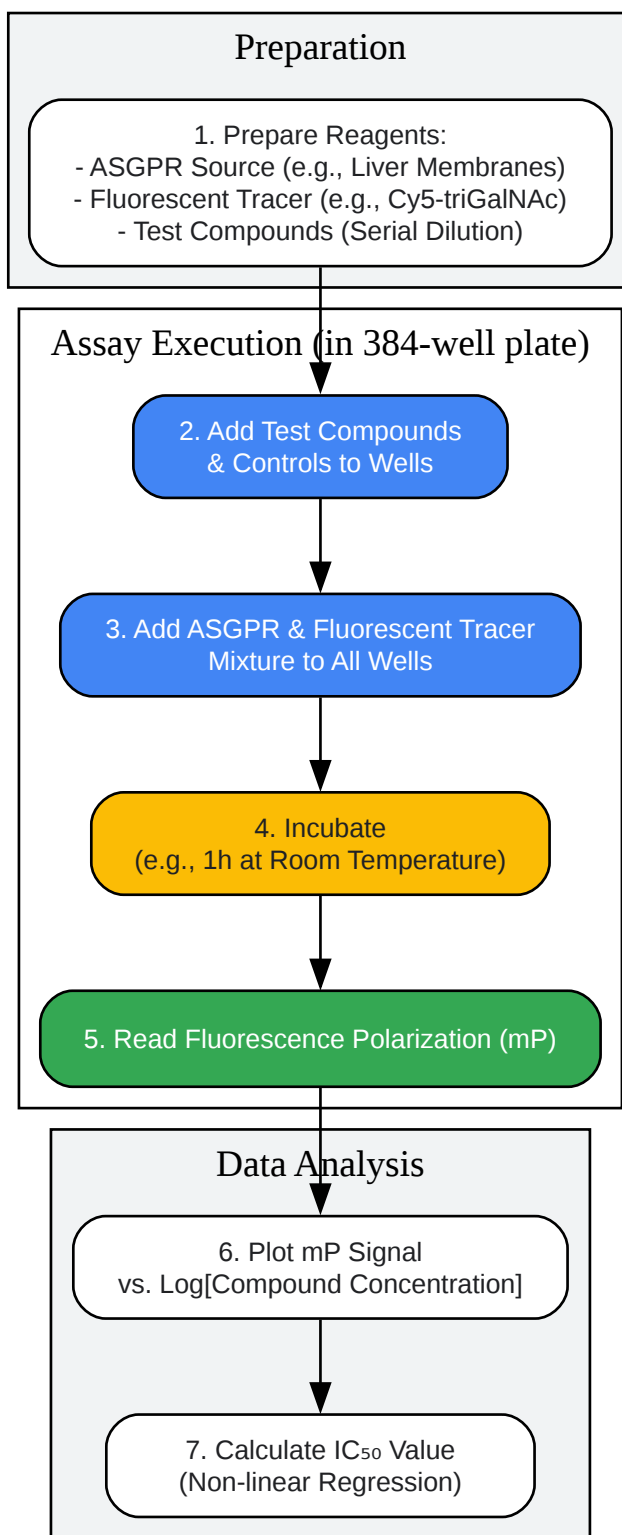 Preparation
1. Prepare Reagents:
- ASGPR Source (e.g., Liver Membranes)
- Fluorescent Tracer (e.g., Cy5-triGalNAc)
- Test Compounds (Serial Dilution)
Assay Execution (in 384-well plate)
2. Add Test Compounds
& Controls to Wells
3. Add ASGPR & Fluorescent Tracer
Mixture to All Wells
4. Incubate
(e.g., 1h at Room Temperature)
5. Read Fluorescence Polarization (mP)
Data Analysis
6. Plot mP Signal
vs. Log[Compound Concentration]
7. Calculate IC₅₀ Value
(Non-linear Regression)